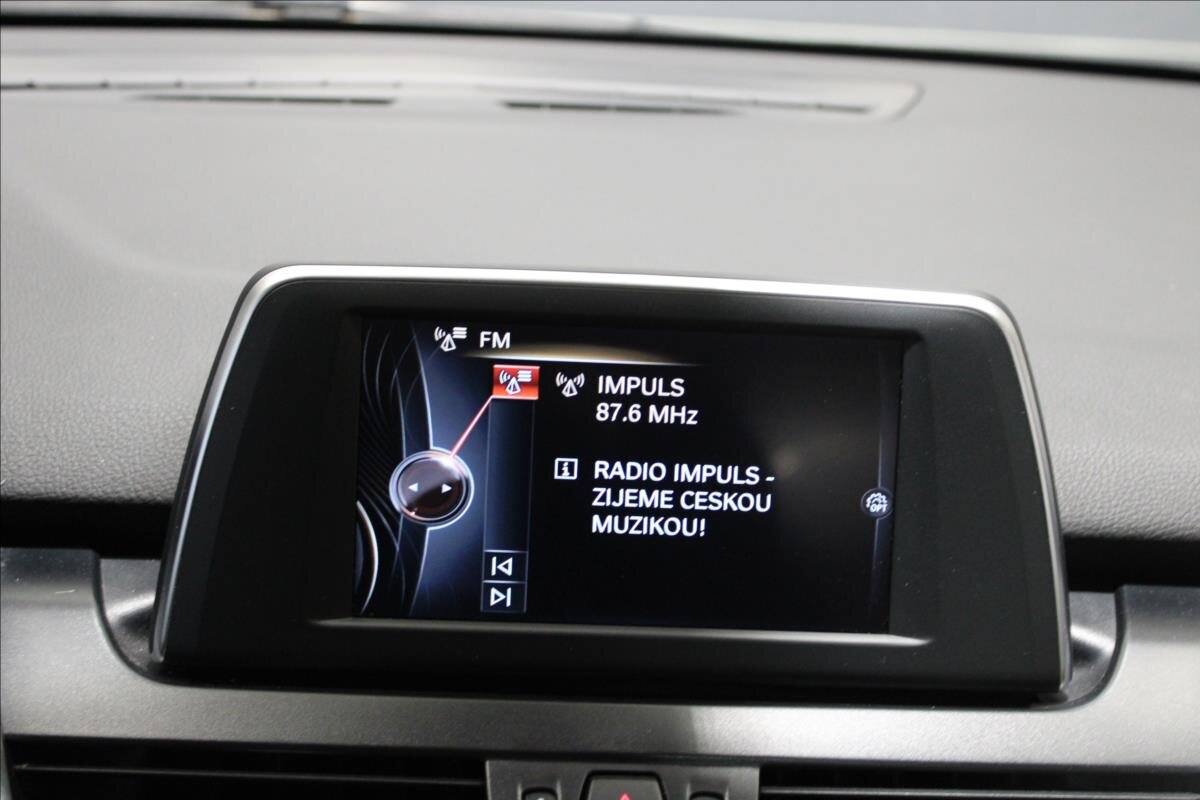 FM
IMPULS
87.6 MHz
RADIO IMPULS -
ZIJEME CESKOU
MUZIKOU!
OPT